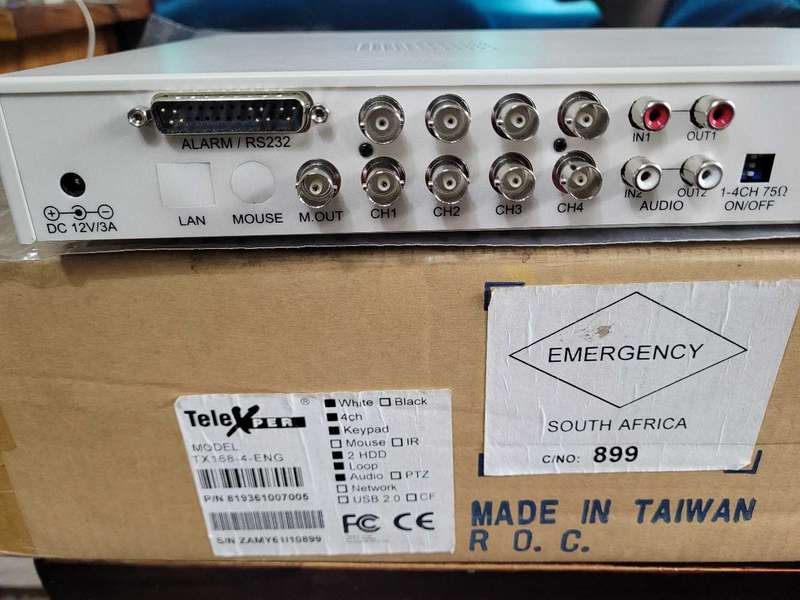 ALARM / RS232
IN1
OUT1
LAN
MOUSE
M.OUT
CH1
CH2
CH3
CH4
IN2
OUT2
AUDIO
1-4CH 75Ω
ON/OFF
DC 12V/3A
EMERGENCY
SOUTH AFRICA
C/NO: 899
TeleXPER ®
MODEL
TX168-4-ENG
P/N 819361007005
S/N ZAMY61I10899
White Black
4ch
Keypad
Mouse IR
2 HDD
Loop
Audio PTZ
Network
USB 2.0 CF
FC CE
MADE IN TAIWAN
R O. C.